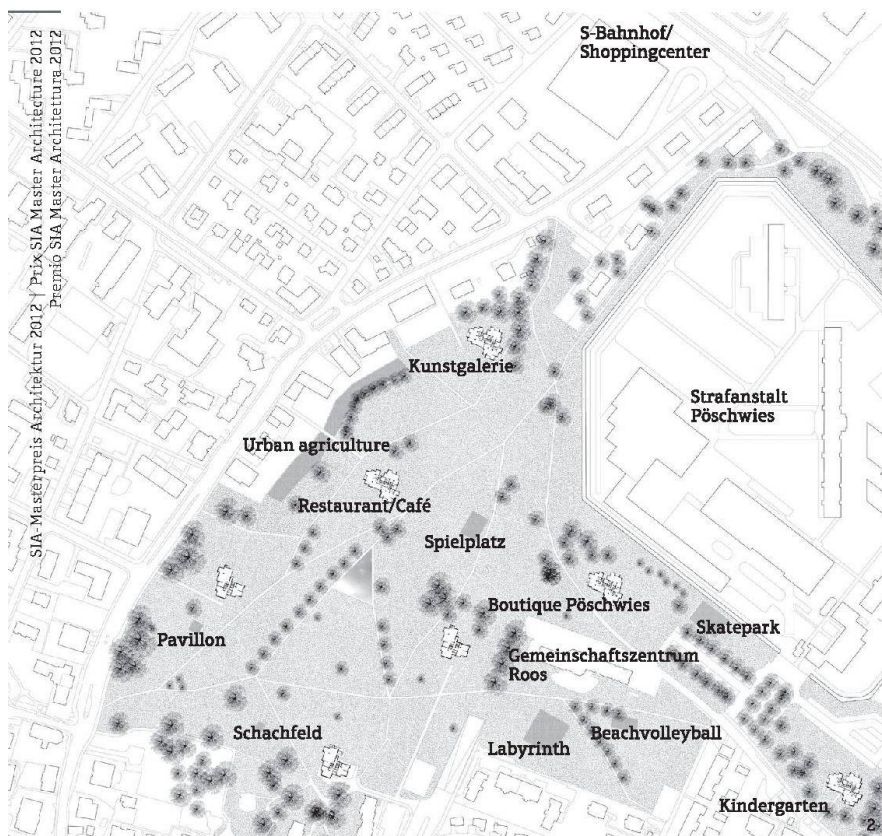 SIA-Masterpreis Architektur 2012 | Prix SIA Master Architecture 2012
Premio SIA Master Architettura 2012
S-Bahnhof/
Shoppingcenter
Kunstgalerie
Strafanstalt
Pöschwies
Urban agriculture
Restaurant/Café
Spielplatz
Boutique Pöschwies
Skatepark
Pavillon
Gemeinschaftszentrum
Roos
Schachfeld
Labyrinth
Beachvolleyball
Kindergarten
2